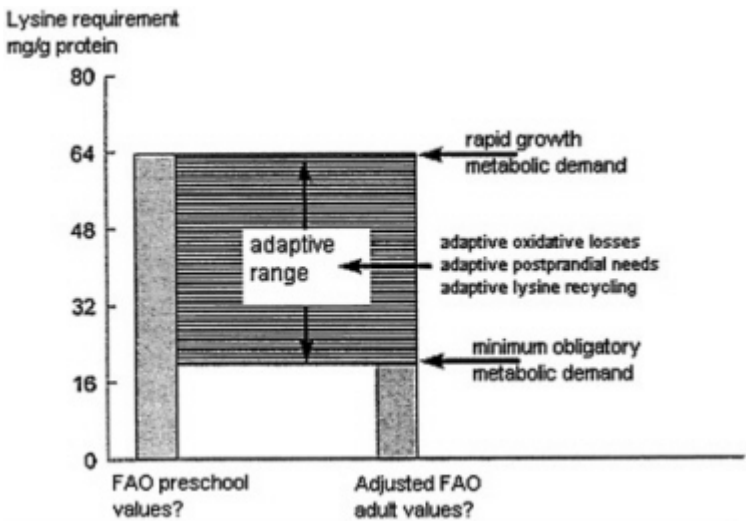 Lysine requirement
mg/g protein
80
64
48
32
16
0
rapid growth
metabolic demand
adaptive
range
adaptive oxidative losses
adaptive postprandial needs
adaptive lysine recycling
minimum obligatory
metabolic demand
FAO preschool
values?
Adjusted FAO
adult values?